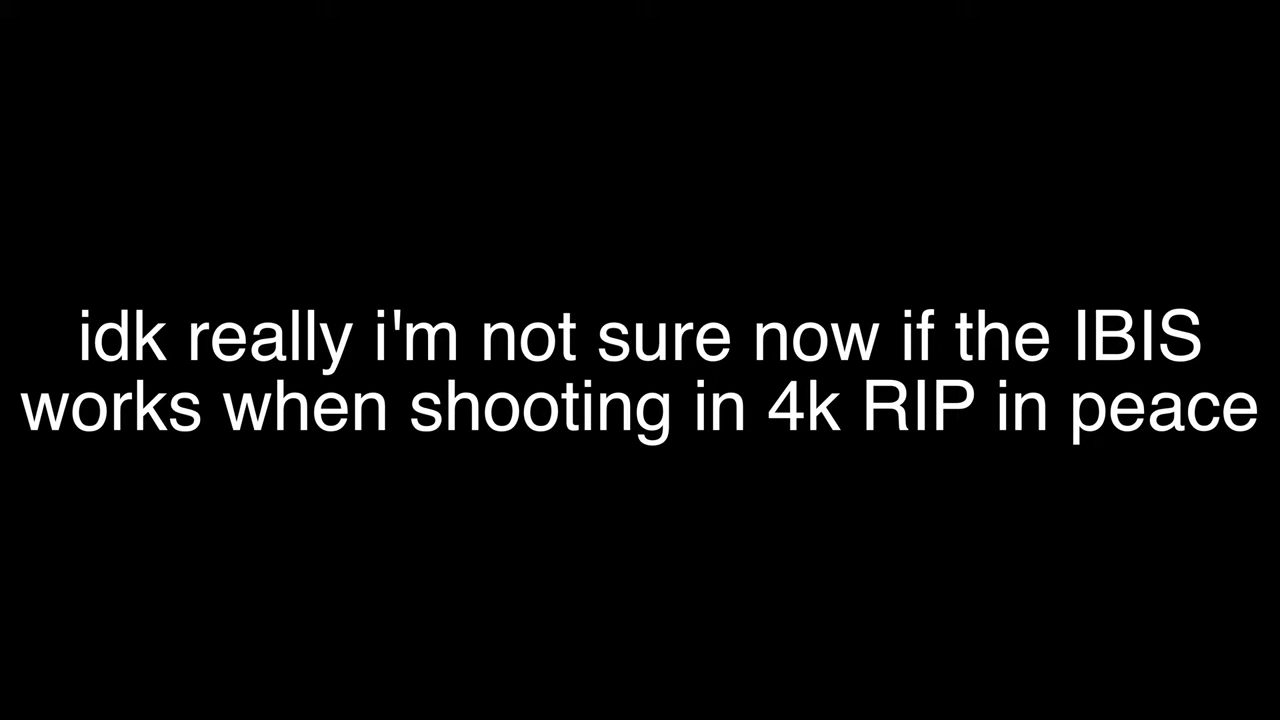 idk really i'm not sure now if the IBIS
works when shooting in 4k RIP in peace